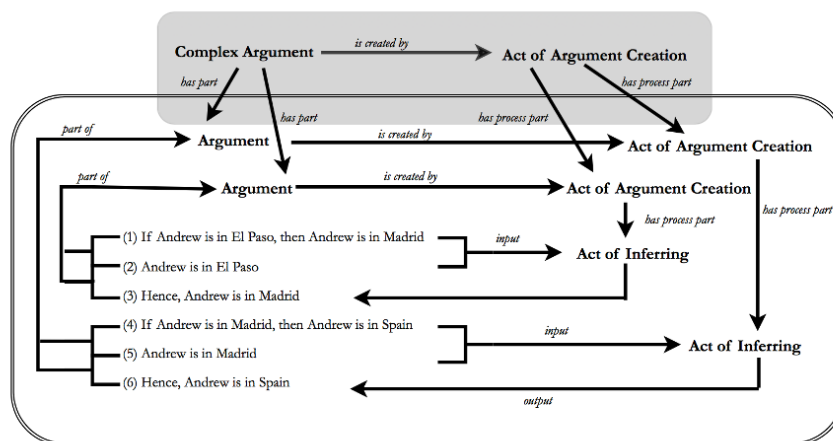 Complex Argument
is created by
Act of Argument Creation
has part
has process part
has part
has process part
part of
Argument
is created by
Act of Argument Creation
part of
Argument
is created by
Act of Argument Creation
has process part
has process part
(1) If Andrew is in El Paso, then Andrew is in Madrid
input
(2) Andrew is in El Paso
Act of Inferring
(3) Hence, Andrew is in Madrid
(4) If Andrew is in Madrid, then Andrew is in Spain
input
Act of Inferring
(5) Andrew is in Madrid
(6) Hence, Andrew is in Spain
output